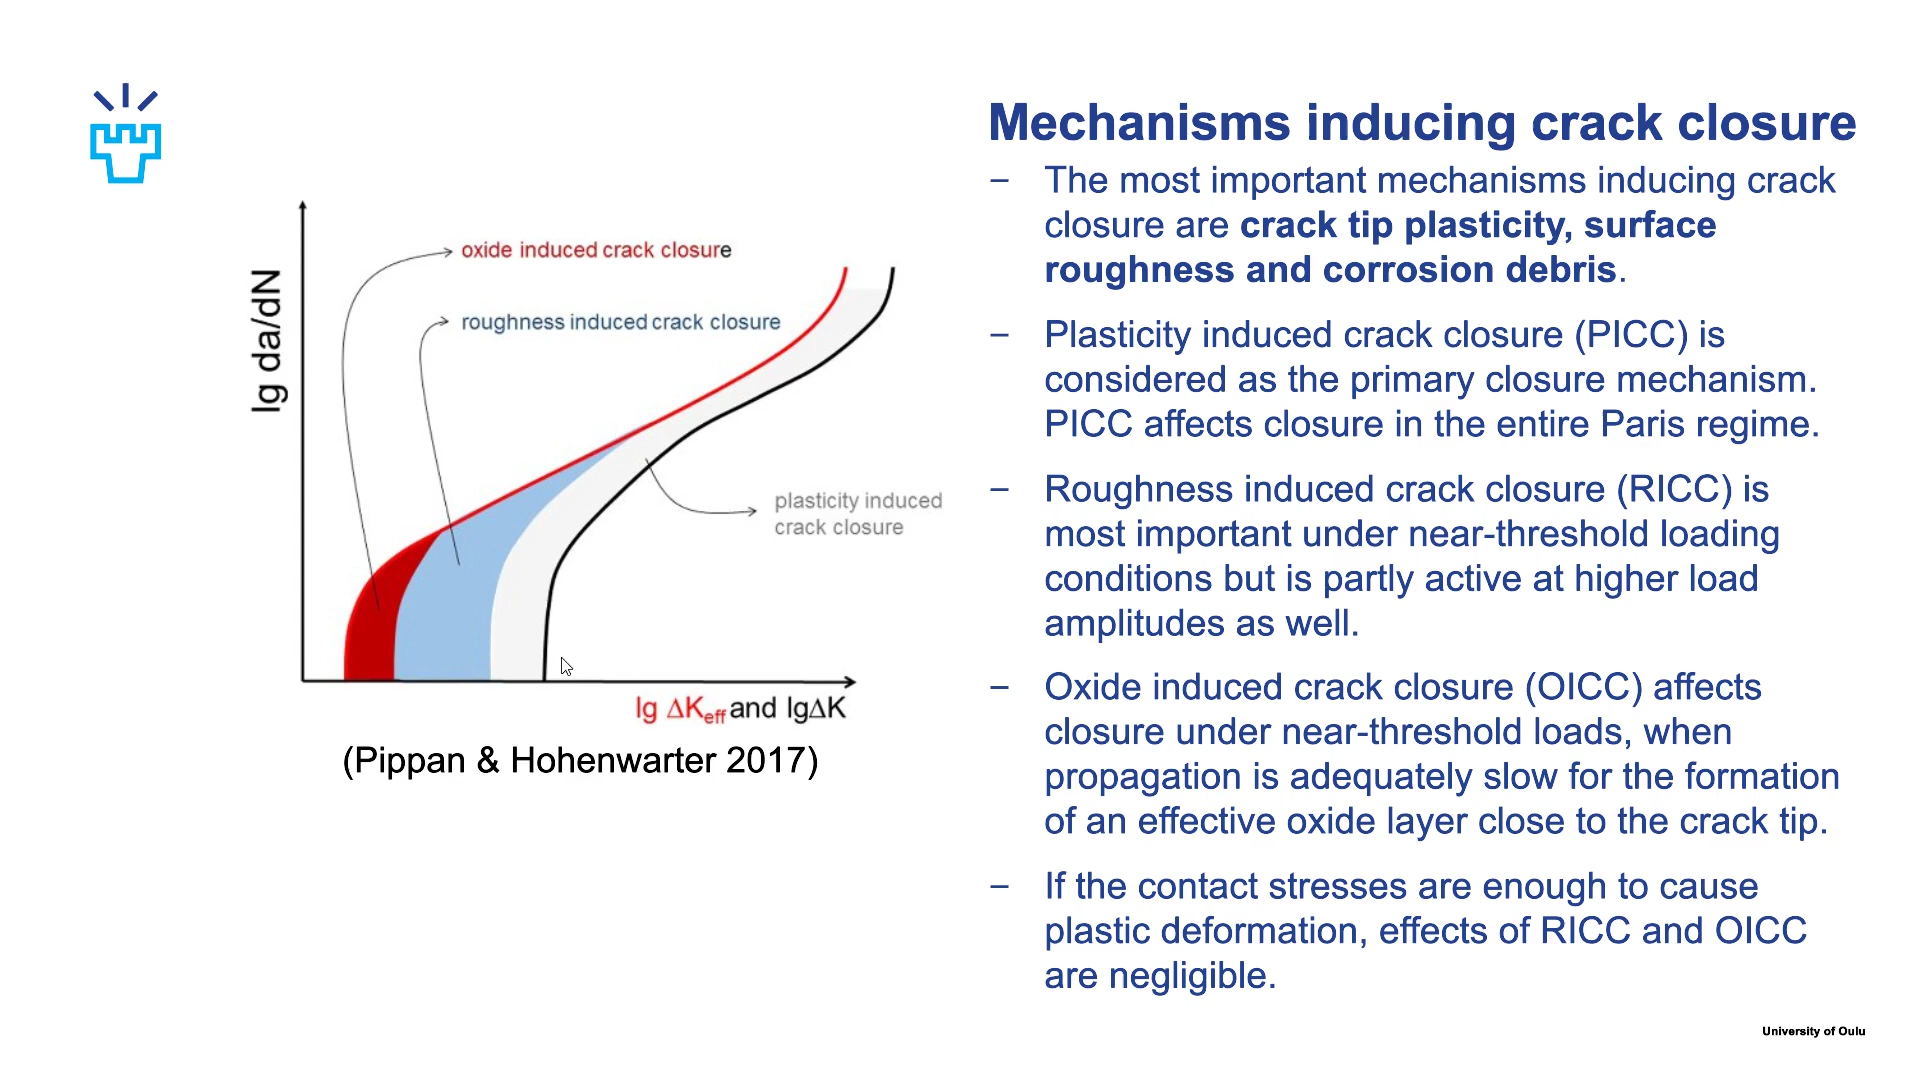 Mechanisms inducing crack closure
– The most important mechanisms inducing crack
closure are crack tip plasticity, surface
roughness and corrosion debris.
– Plasticity induced crack closure (PICC) is
considered as the primary closure mechanism.
PICC affects closure in the entire Paris regime.
– Roughness induced crack closure (RICC) is
most important under near-threshold loading
conditions but is partly active at higher load
amplitudes as well.
– Oxide induced crack closure (OICC) affects
closure under near-threshold loads, when
propagation is adequately slow for the formation
of an effective oxide layer close to the crack tip.
– If the contact stresses are enough to cause
plastic deformation, effects of RICC and OICC
are negligible.
lg da/dN
oxide induced crack closure
roughness induced crack closure
plasticity induced
crack closure
lg ΔKeff and lgΔK
(Pippan & Hohenwarter 2017)
University of Oulu